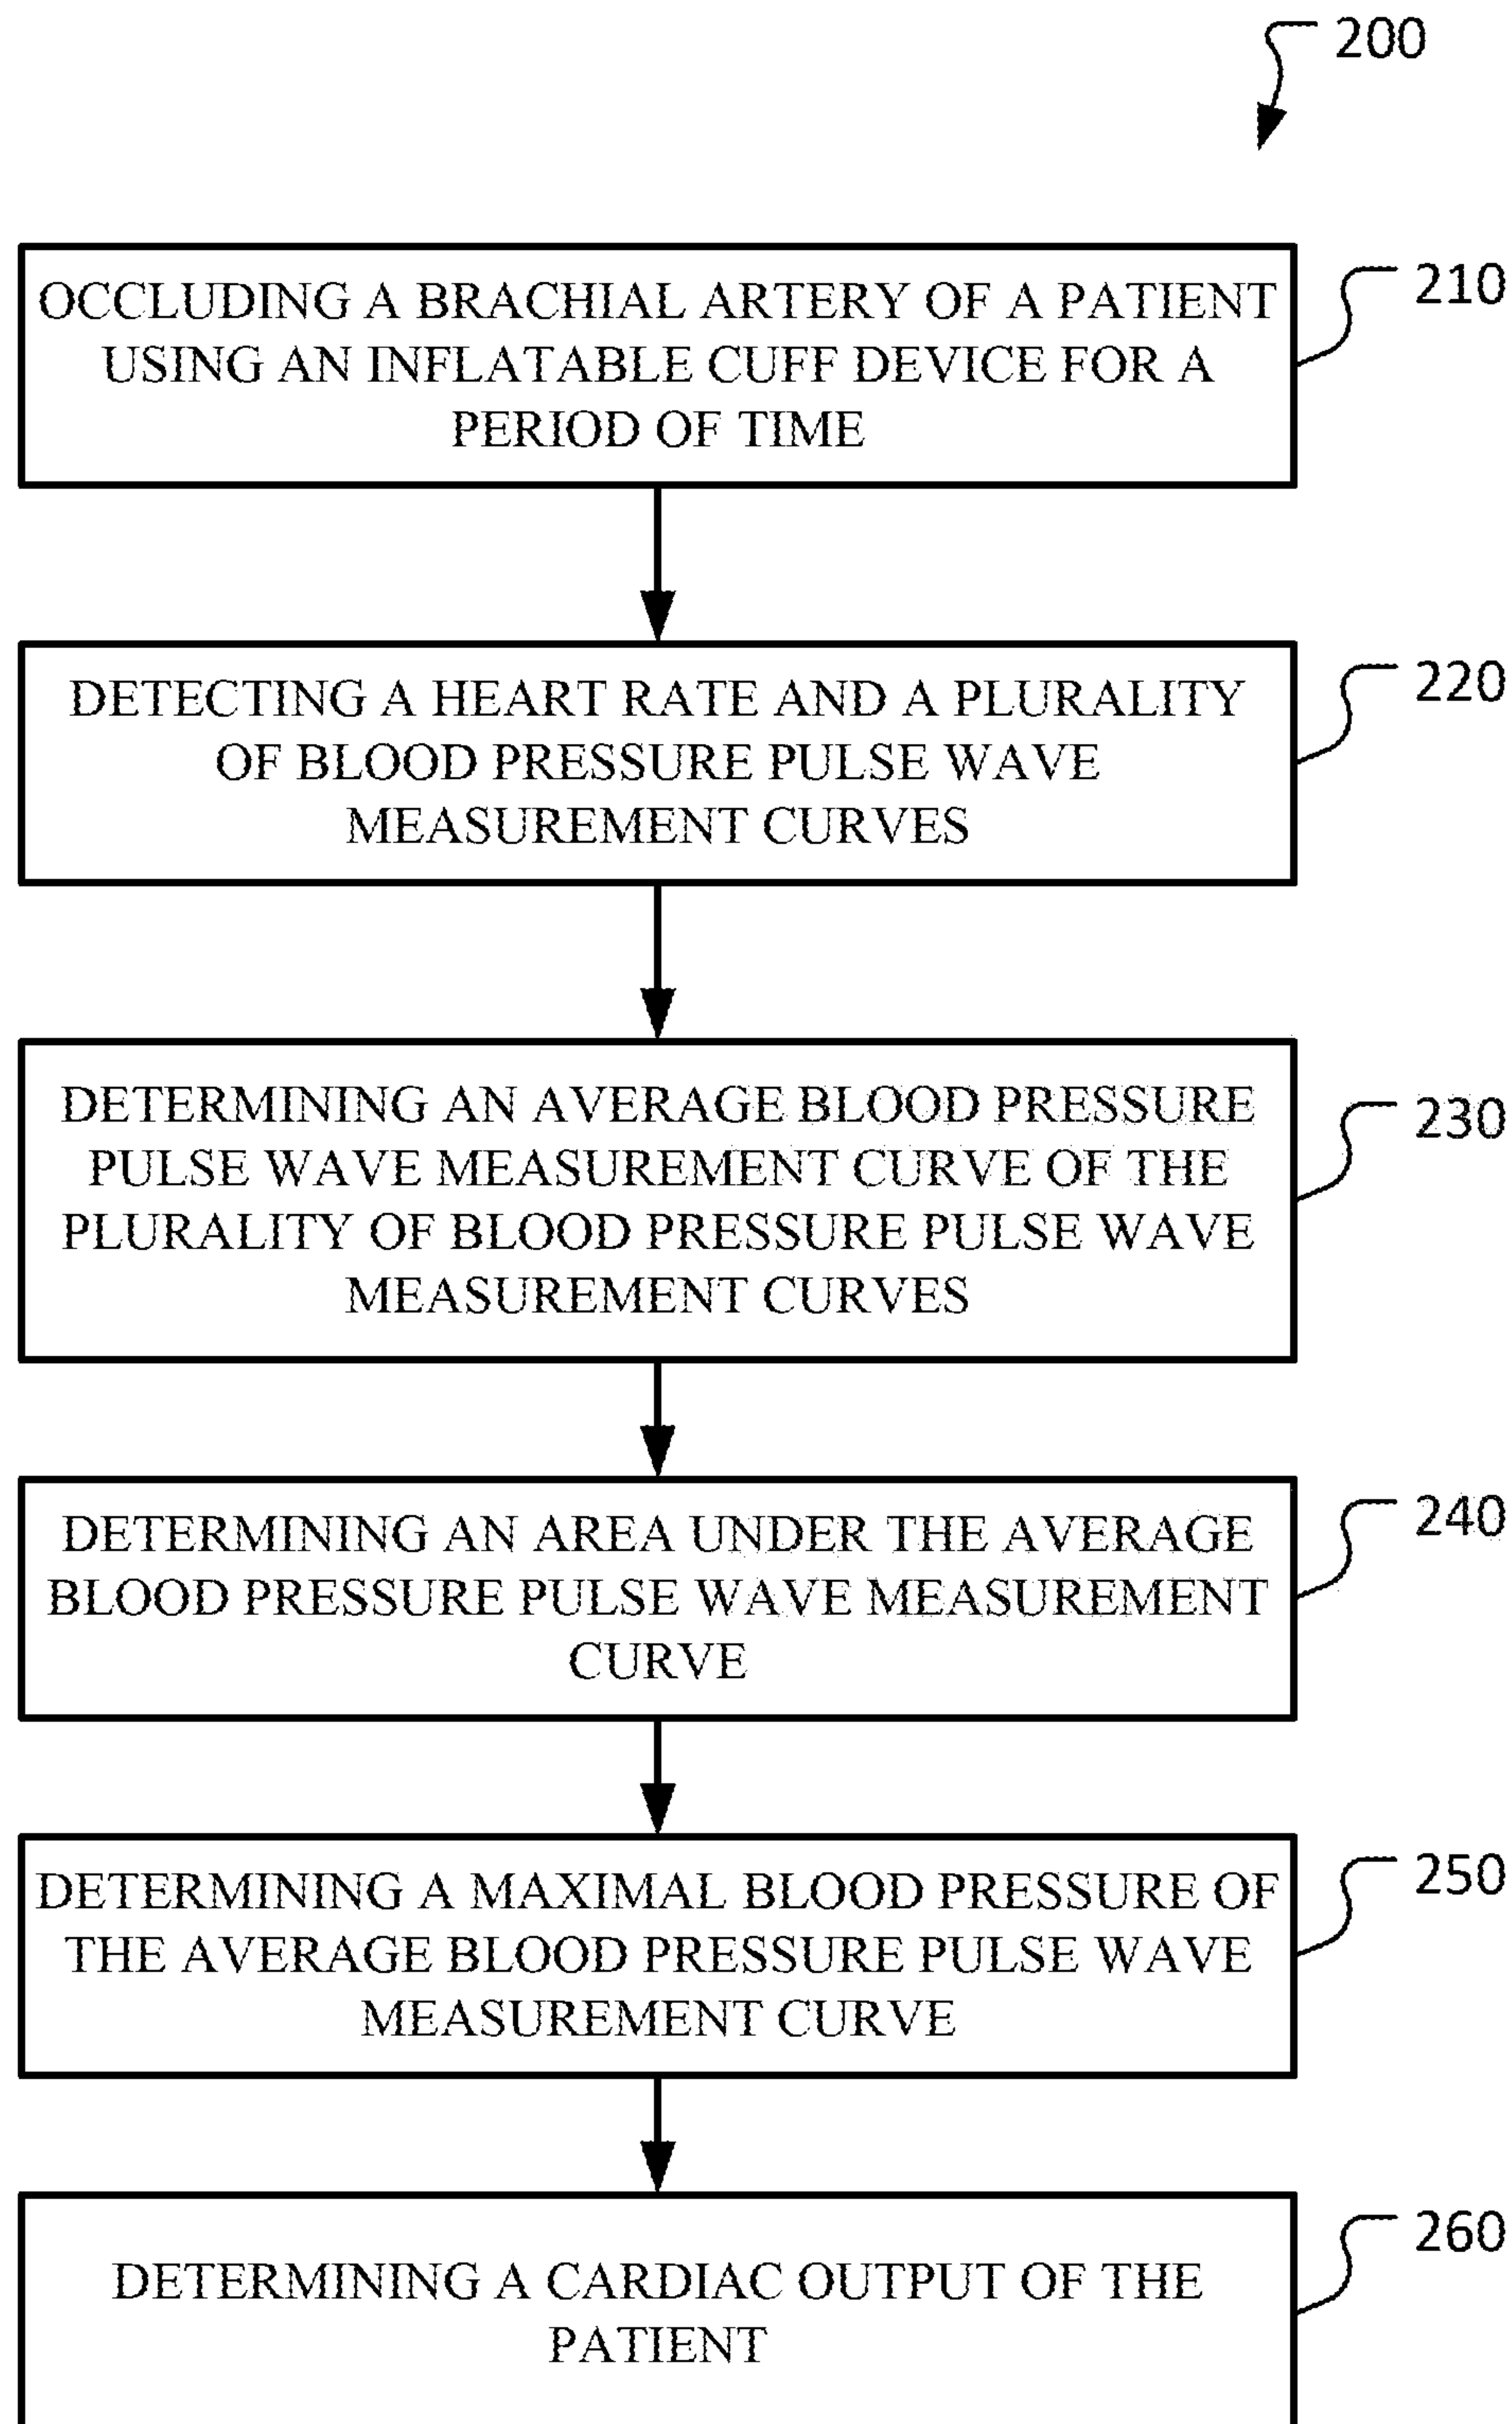 200
OCCLUDING A BRACHIAL ARTERY OF A PATIENT
USING AN INFLATABLE CUFF DEVICE FOR A
PERIOD OF TIME
210
DETECTING A HEART RATE AND A PLURALITY
OF BLOOD PRESSURE PULSE WAVE
MEASUREMENT CURVES
220
DETERMINING AN AVERAGE BLOOD PRESSURE
PULSE WAVE MEASUREMENT CURVE OF THE
PLURALITY OF BLOOD PRESSURE PULSE WAVE
MEASUREMENT CURVES
230
DETERMINING AN AREA UNDER THE AVERAGE
BLOOD PRESSURE PULSE WAVE MEASUREMENT
CURVE
240
DETERMINING A MAXIMAL BLOOD PRESSURE OF
THE AVERAGE BLOOD PRESSURE PULSE WAVE
MEASUREMENT CURVE
250
DETERMINING A CARDIAC OUTPUT OF THE
PATIENT
260